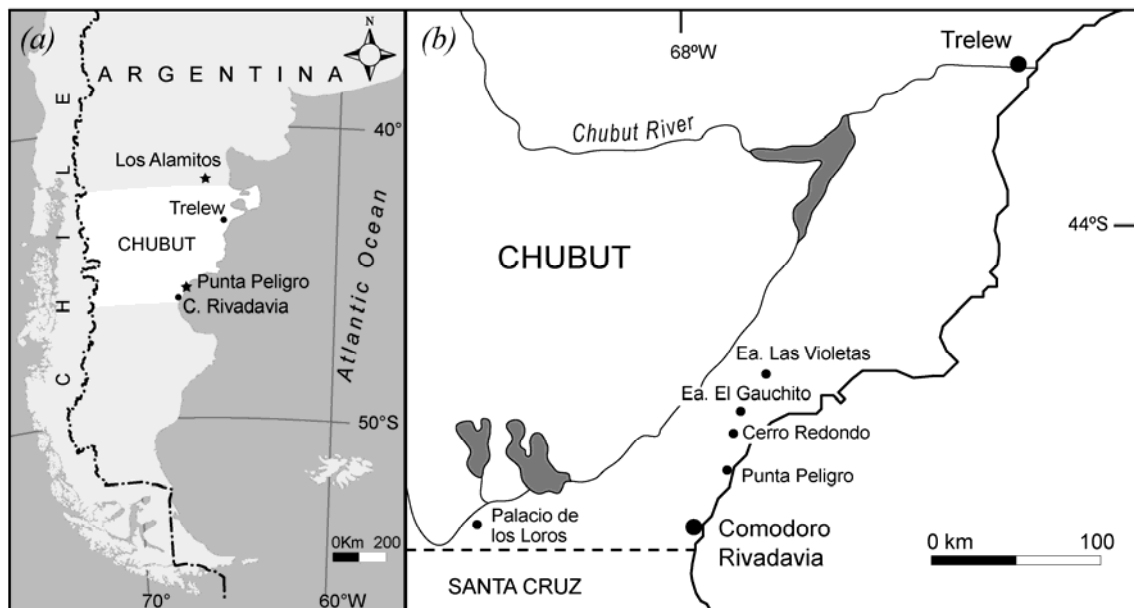 (a)
N
ARGENTINA
CHILE
40°
Los Alamitos
Trelew
CHUBUT
Punta Peligro
C. Rivadavia
Atlantic Ocean
50°S
0Km 200
70°
60°W
(b)
68ºW
Trelew
Chubut River
44ºS
CHUBUT
Ea. Las Violetas
Ea. El Gauchito
Cerro Redondo
Punta Peligro
Palacio de
los Loros
Comodoro
Rivadavia
0 Km 100
SANTA CRUZ